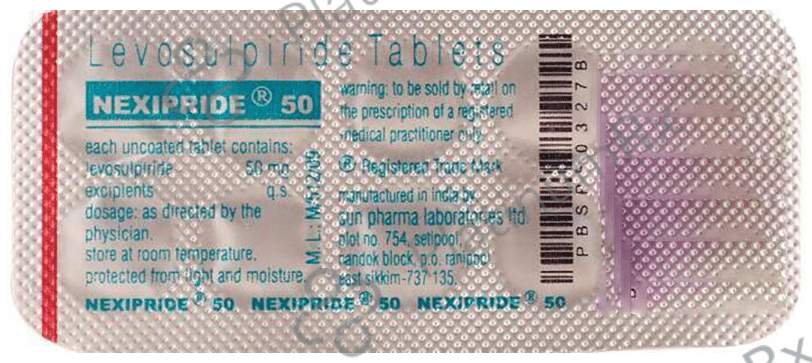 Levosulpiride Tablets
NEXIPRIDE ® 50
each uncoated tablet contains:
levosulpiride 50 mg
excipients q.s.
dosage: as directed by the
physician.
store at room temperature,
protected from light and moisture.
M.L.: M/512/09
warning: to be sold by retail on
the prescription of a registered
medical practitioner only.
® Registered Trade Mark
manufactured in india by
sun pharma laboratories ltd.
plot no. 754, setipool,
nandok block, p.o. ranipool
east sikkim-737 135.
NEXIPRIDE ® 50 NEXIPRIDE ® 50 NEXIPRIDE ® 50